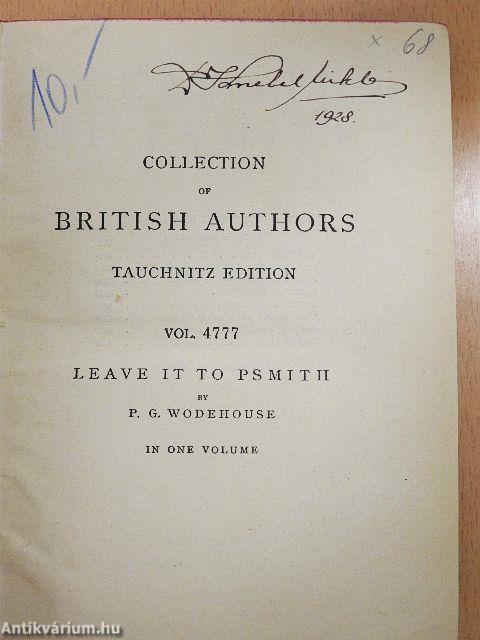 10,-
x 68
1928.
COLLECTION
OF
BRITISH AUTHORS
TAUCHNITZ EDITION
VOL. 4777
LEAVE IT TO PSMITH
BY
P. G. WODEHOUSE
IN ONE VOLUME
Antikvárium.hu